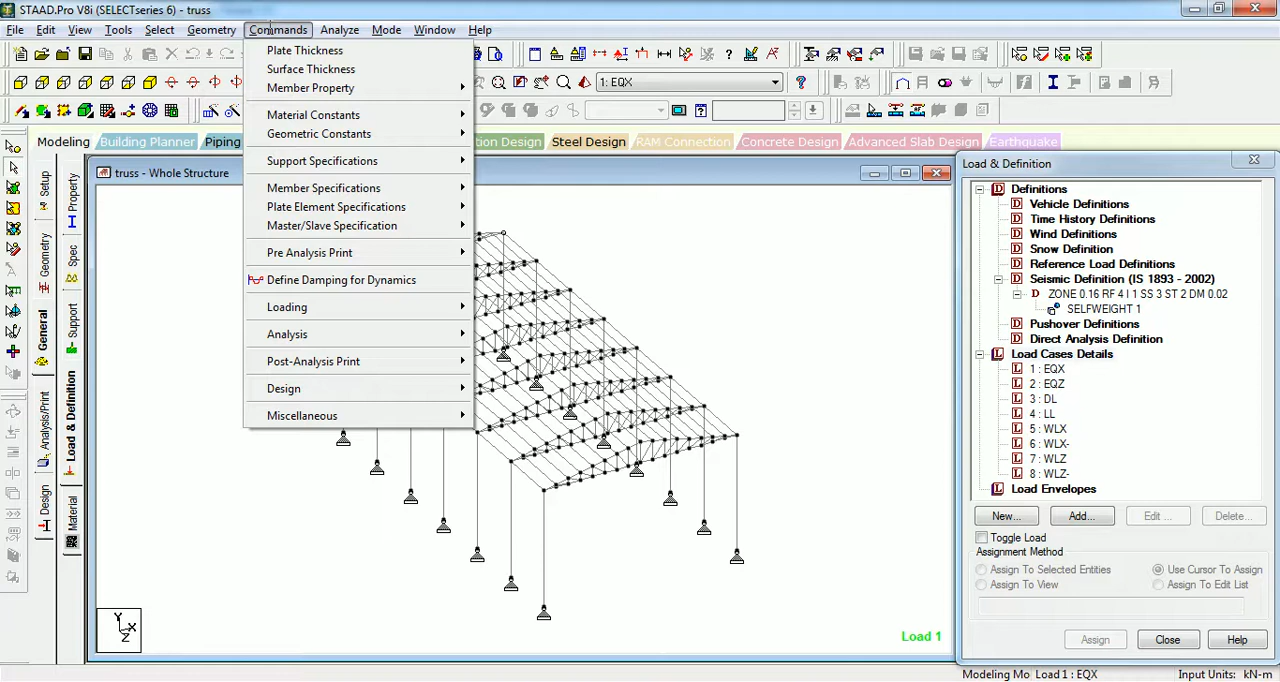 STAAD.Pro V8i (SELECTseries 6) - truss
File Edit View Tools Select Geometry Commands Analyze Mode Window Help
1: EQX
Modeling Building Planner Piping tion Design Steel Design RAM Connection Concrete Design Advanced Slab Design Earthquake
Plate Thickness
Surface Thickness
Member Property
Material Constants
Geometric Constants
Support Specifications
Member Specifications
Plate Element Specifications
Master/Slave Specification
Pre Analysis Print
Define Damping for Dynamics
Loading
Analysis
Post-Analysis Print
Design
Miscellaneous
Setup
Geometry
General
Analysis/Print
Design
Property
Spec
Support
Load & Definition
Material
truss - Whole Structure
Y
X
Z
Load 1
Load & Definition
Definitions
Vehicle Definitions
Time History Definitions
Wind Definitions
Snow Definition
Reference Load Definitions
Seismic Definition (IS 1893 - 2002)
ZONE 0.16 RF 4 I 1 SS 3 ST 2 DM 0.02
SELFWEIGHT 1
Pushover Definitions
Direct Analysis Definition
Load Cases Details
1 : EQX
2 : EQZ
3 : DL
4 : LL
5 : WLX
6 : WLX-
7 : WLZ
8 : WLZ-
Load Envelopes
New... Add... Edit ... Delete...
Toggle Load
Assignment Method
Assign To Selected Entities Use Cursor To Assign
Assign To View Assign To Edit List
Assign Close Help
Modeling Mo Load 1 : EQX Input Units: kN-m